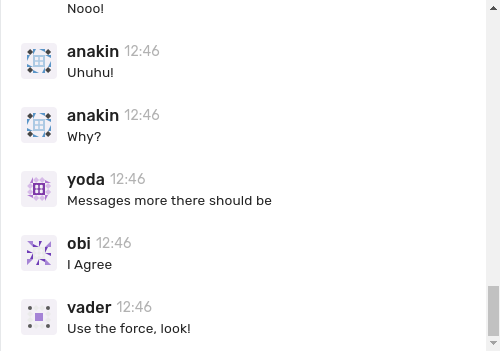 Nooo!
anakin 12:46
Uhuhu!
anakin 12:46
Why?
yoda 12:46
Messages more there should be
obi 12:46
I Agree
vader 12:46
Use the force, look!